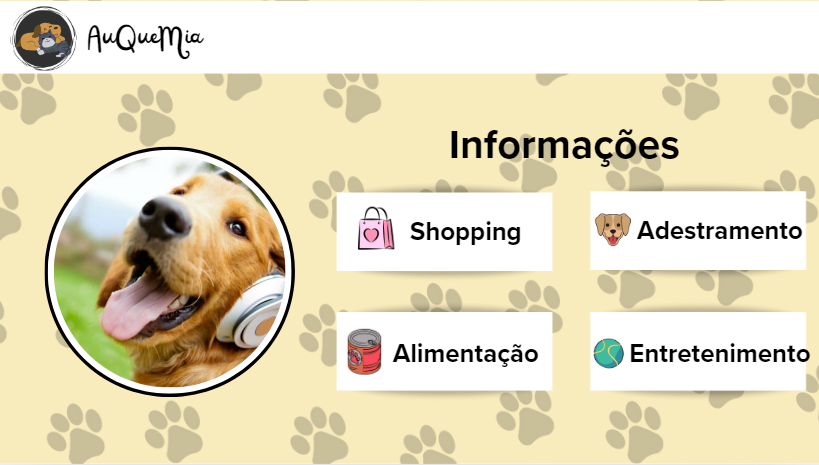 AuQueMia
Informações
Shopping
Adestramento
Alimentação
Entretenimento